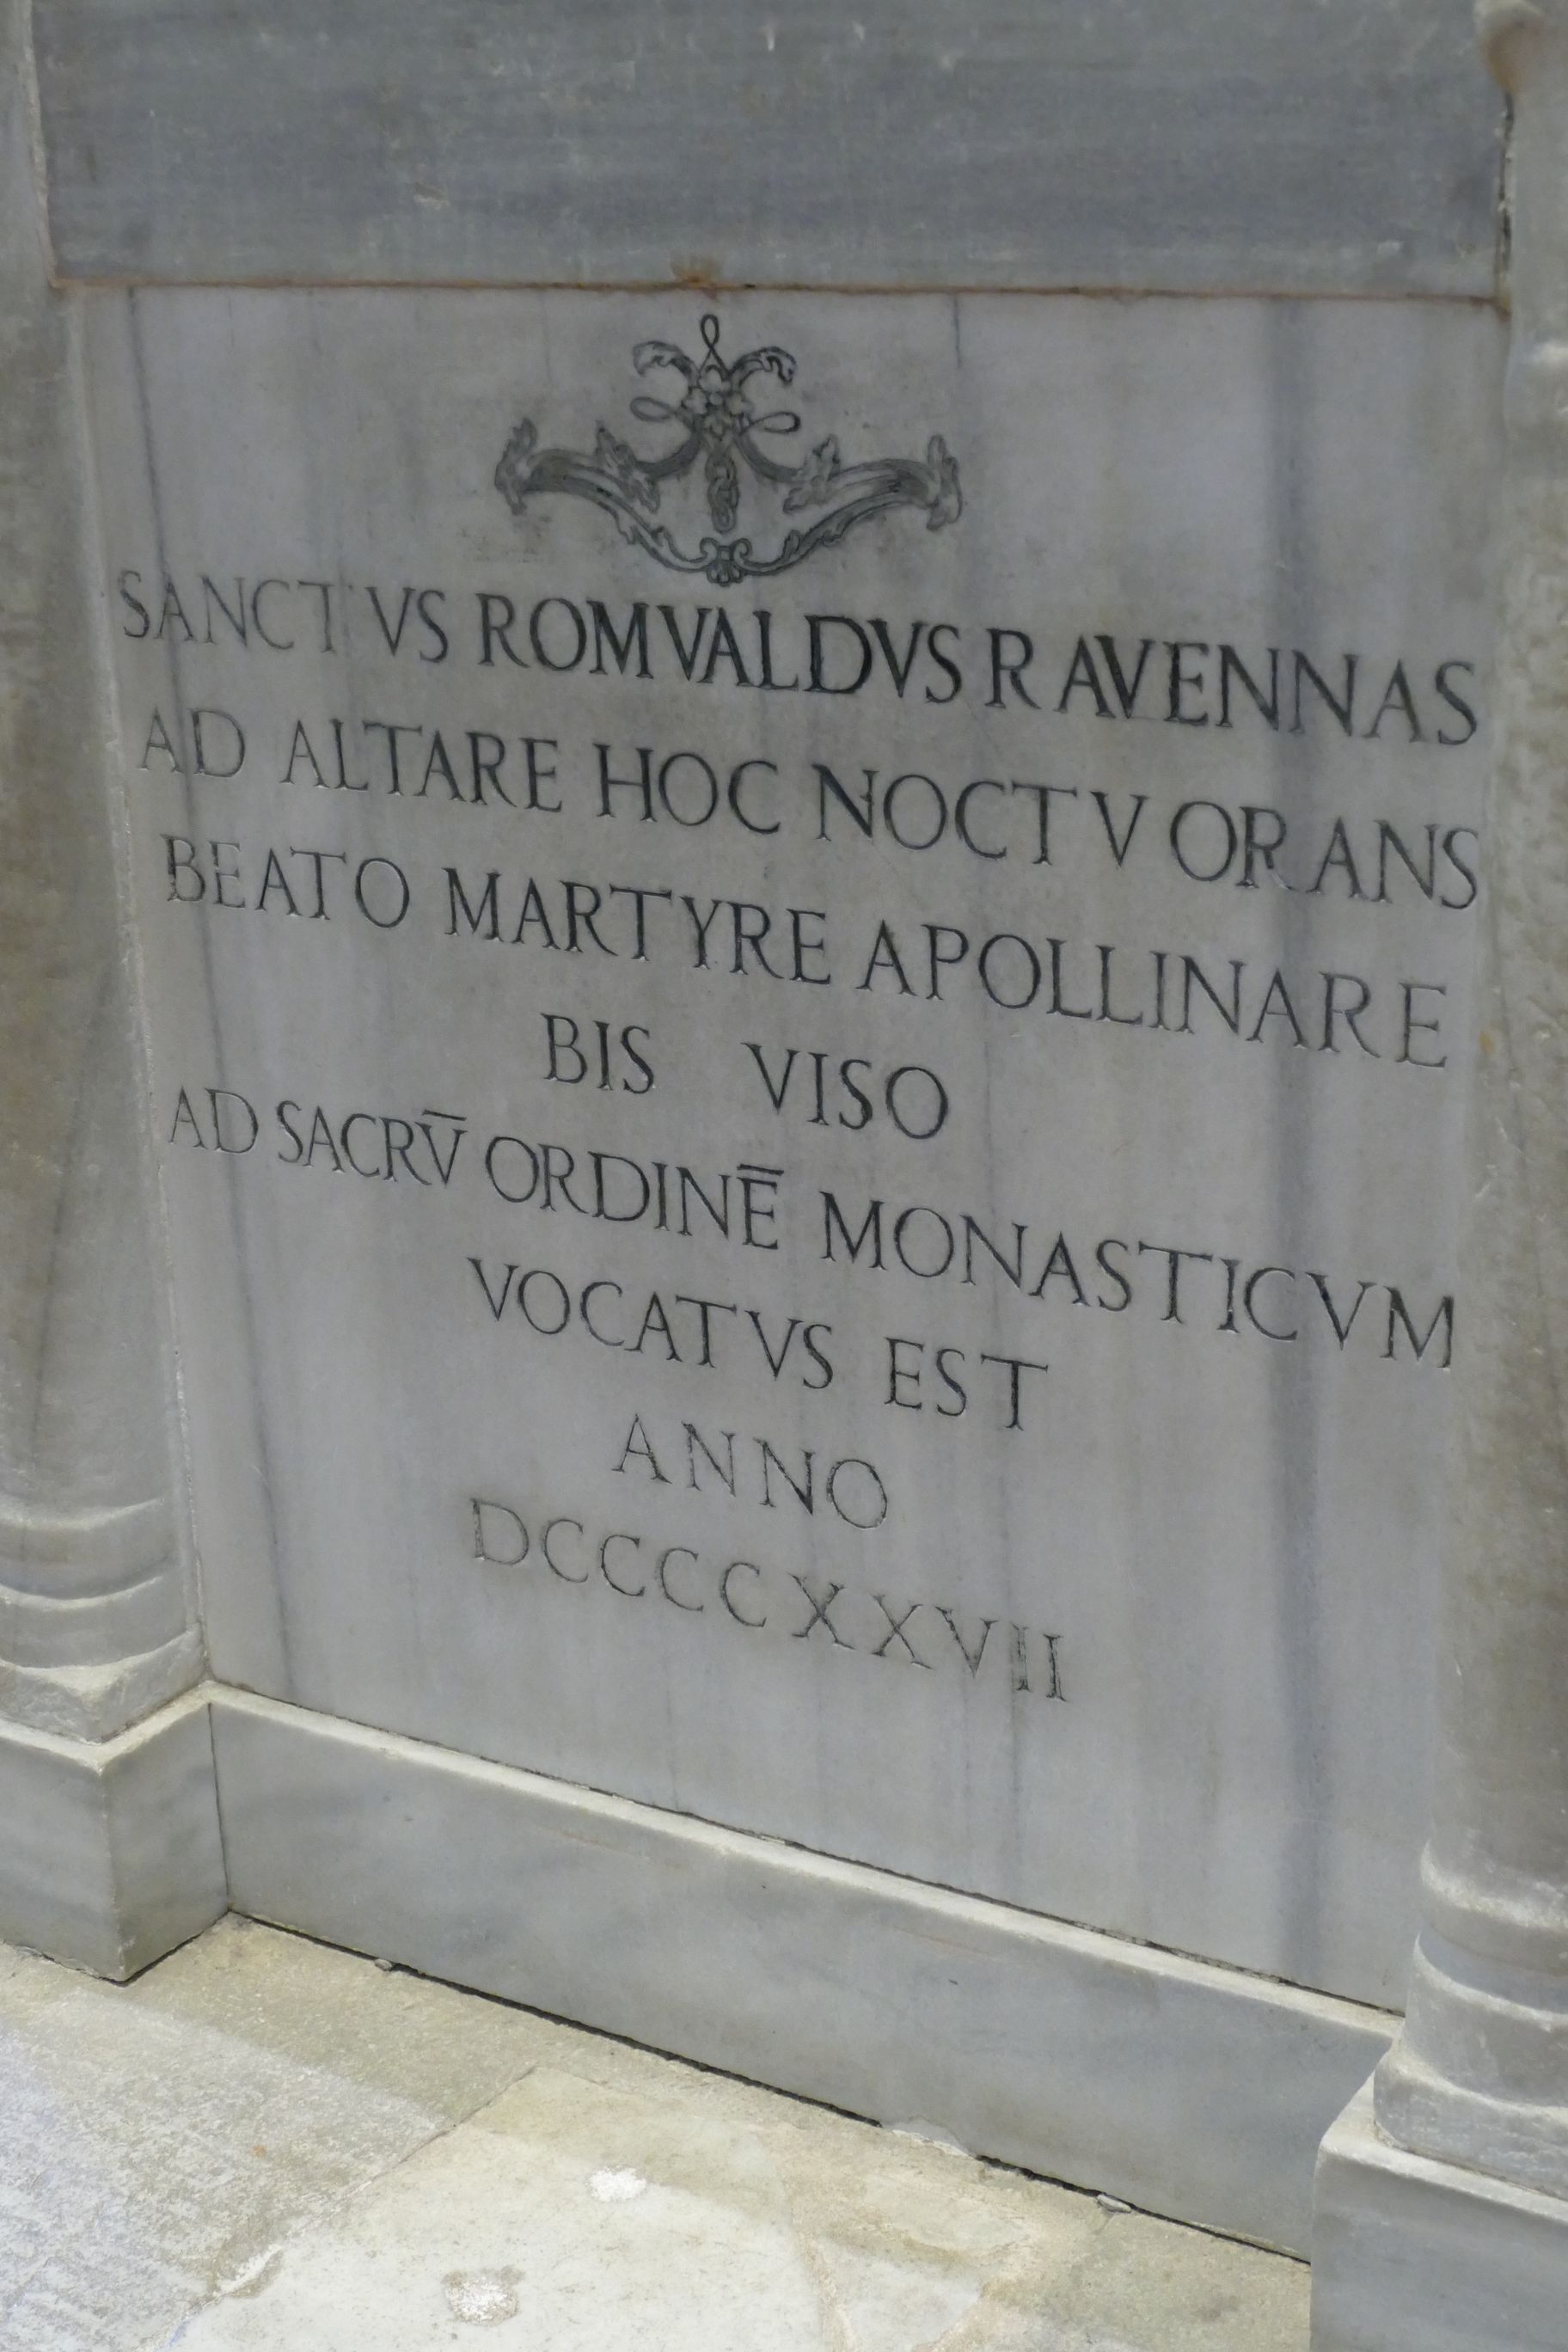 SANCTVS ROMVALDVS RAVENNAS
AD ALTARE HOC NOCTV ORANS
BEATO MARTYRE APOLLINARE
BIS VISO
AD SACRV̄ ORDINĒ MONASTICVM
VOCATVS EST
ANNO
DCCCCXXVII